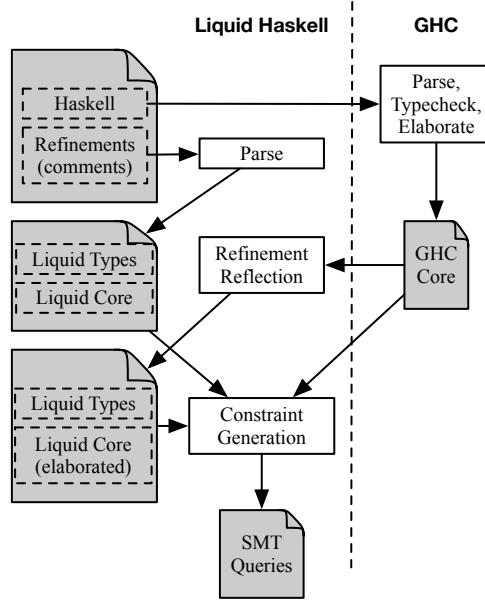 Liquid Haskell
GHC
Haskell
Refinements
(comments)
Parse
Parse,
Typecheck,
Elaborate
Liquid Types
Liquid Core
Refinement
Reflection
GHC
Core
Liquid Types
Liquid Core
(elaborated)
Constraint
Generation
SMT
Queries